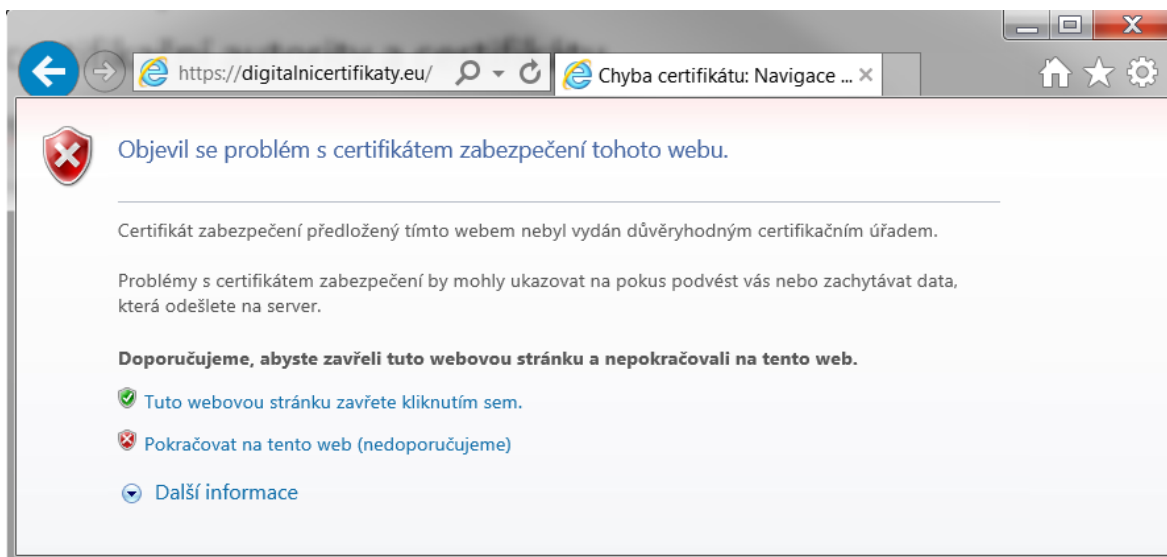 https://digitalnicertifikaty.eu/
Chyba certifikátu: Navigace ...
Objevil se problém s certifikátem zabezpečení tohoto webu.
Certifikát zabezpečení předložený tímto webem nebyl vydán důvěryhodným certifikačním úřadem.
Problémy s certifikátem zabezpečení by mohly ukazovat na pokus podvést vás nebo zachytávat data,
která odešlete na server.
Doporučujeme, abyste zavřeli tuto webovou stránku a nepokračovali na tento web.
Tuto webovou stránku zavřete kliknutím sem.
Pokračovat na tento web (nedoporučujeme)
Další informace